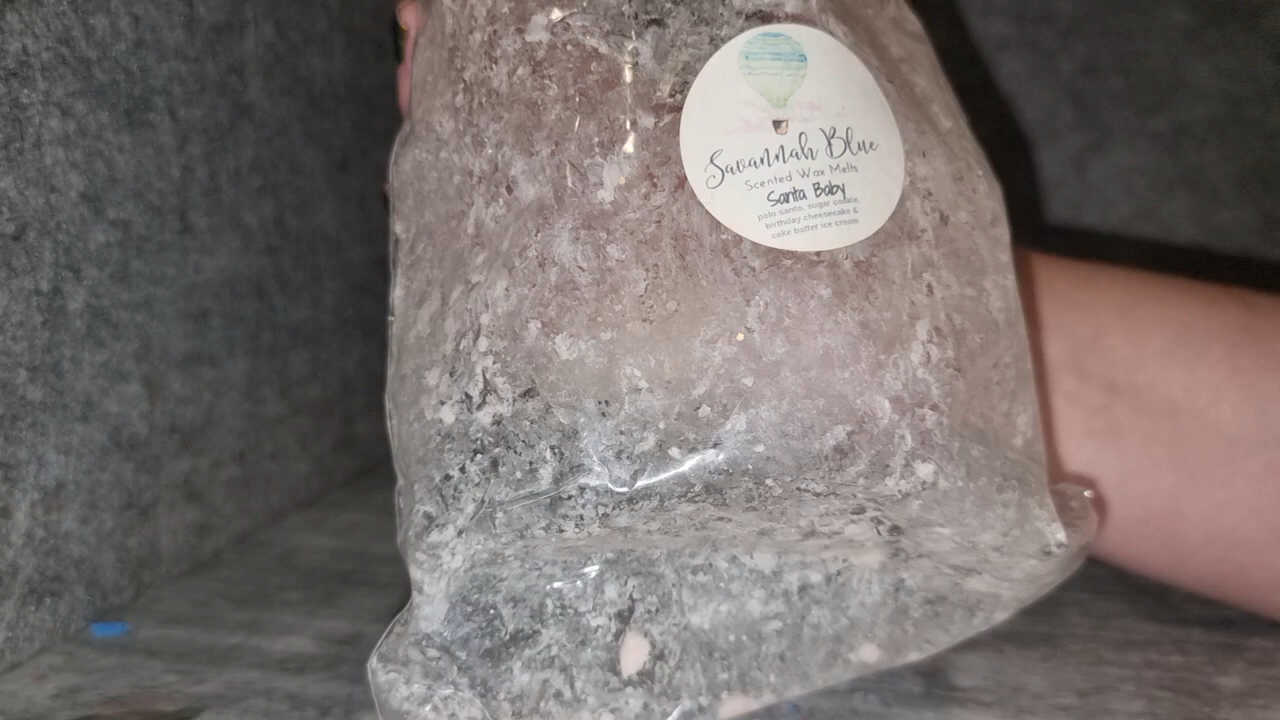 Savannah Blue
Scented Wax Melts
Santa Baby
palo santo, sugar cookie,
birthday cheesecake &
cake batter ice cream